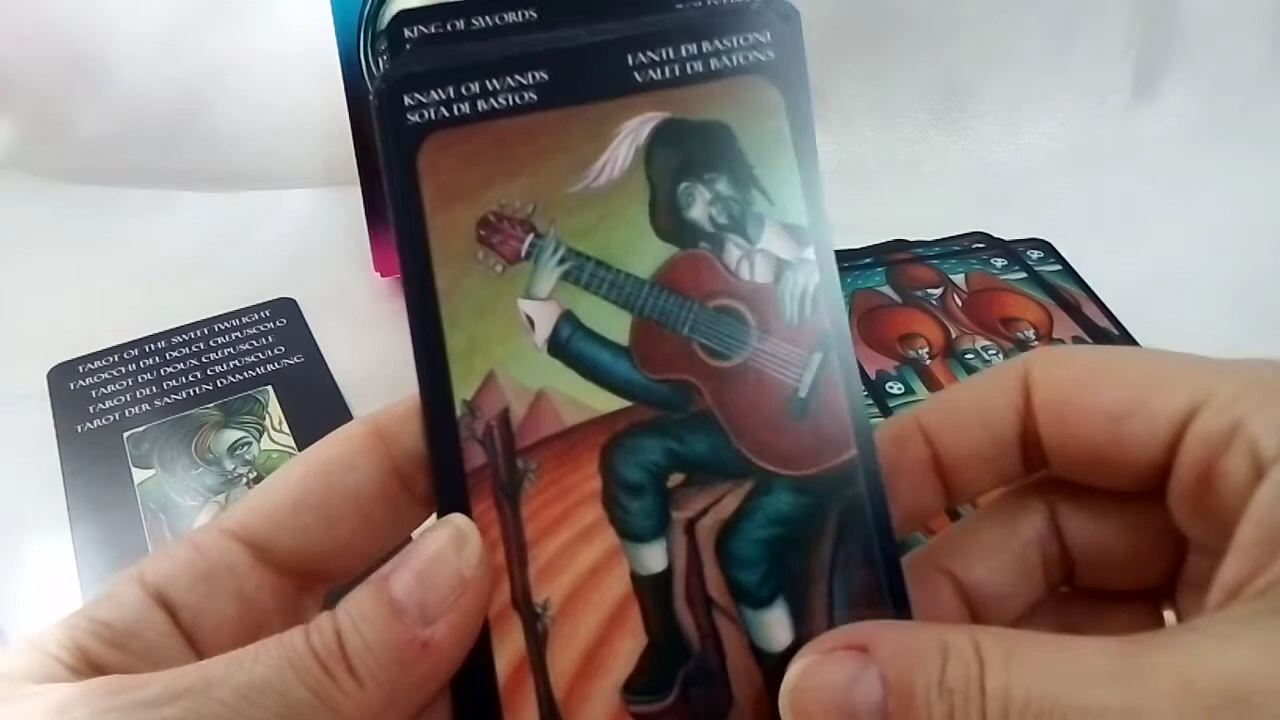 KING OF SWORDS
KNAVE OF WANDS
SOTA DE BASTOS
FANTE DI BASTONI
VALET DE BATONS
TAROT OF THE SWEET TWILIGHT
TAROCCHI DEL DOLCE CREPUSCOLO
TAROT DU DOUX CRÉPUSCULE
TAROT DEL DULCE CREPÚSCULO
TAROT DER SANFTEN DÄMMERUNG